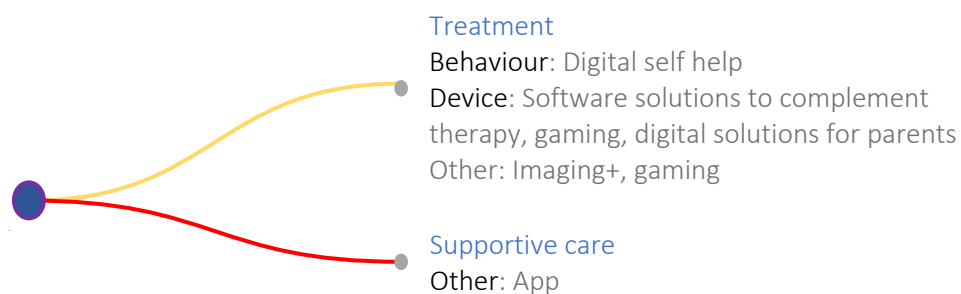 Treatment
Behaviour: Digital self help
Device: Software solutions to complement
therapy, gaming, digital solutions for parents
Other: Imaging+, gaming
Supportive care
Other: App